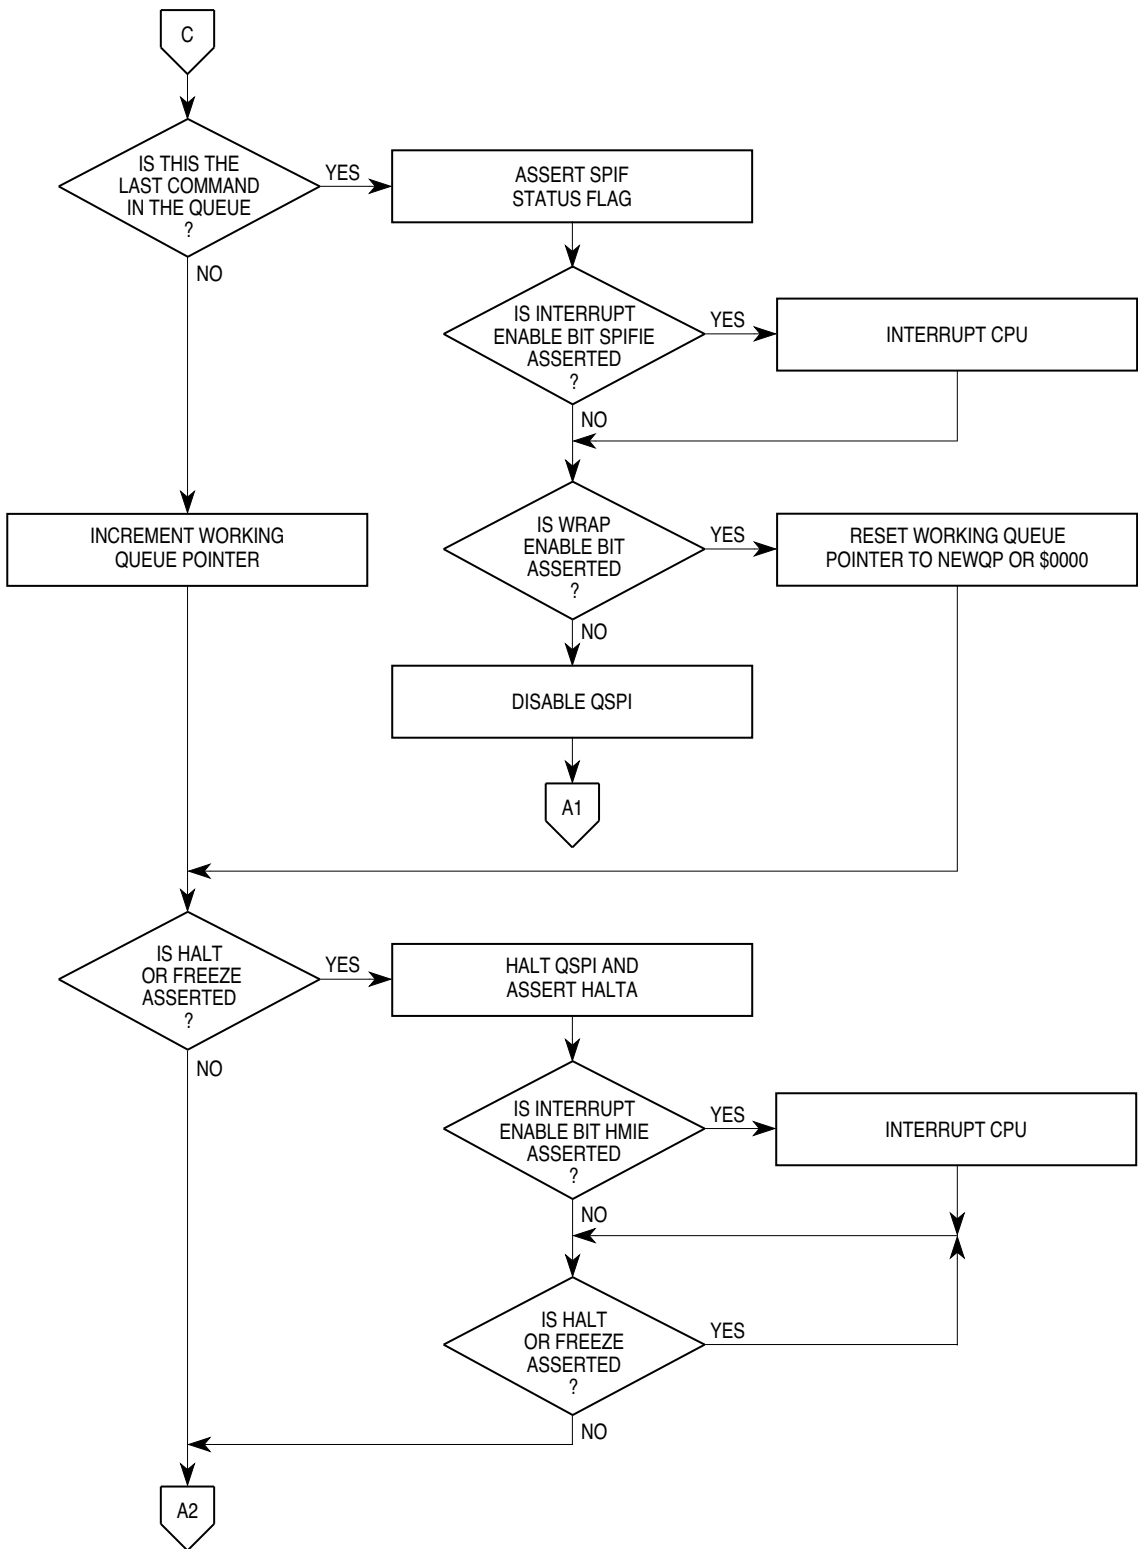 C
IS THIS THE
LAST COMMAND
IN THE QUEUE
?
YES
ASSERT SPIF
STATUS FLAG
NO
IS INTERRUPT
ENABLE BIT SPIFIE
ASSERTED
?
YES
INTERRUPT CPU
NO
INCREMENT WORKING
QUEUE POINTER
IS WRAP
ENABLE BIT
ASSERTED
?
YES
RESET WORKING QUEUE
POINTER TO NEWQP OR $0000
NO
DISABLE QSPI
A1
IS HALT
OR FREEZE
ASSERTED
?
YES
HALT QSPI AND
ASSERT HALTA
NO
IS INTERRUPT
ENABLE BIT HMIE
ASSERTED
?
YES
INTERRUPT CPU
NO
IS HALT
OR FREEZE
ASSERTED
?
YES
NO
A2